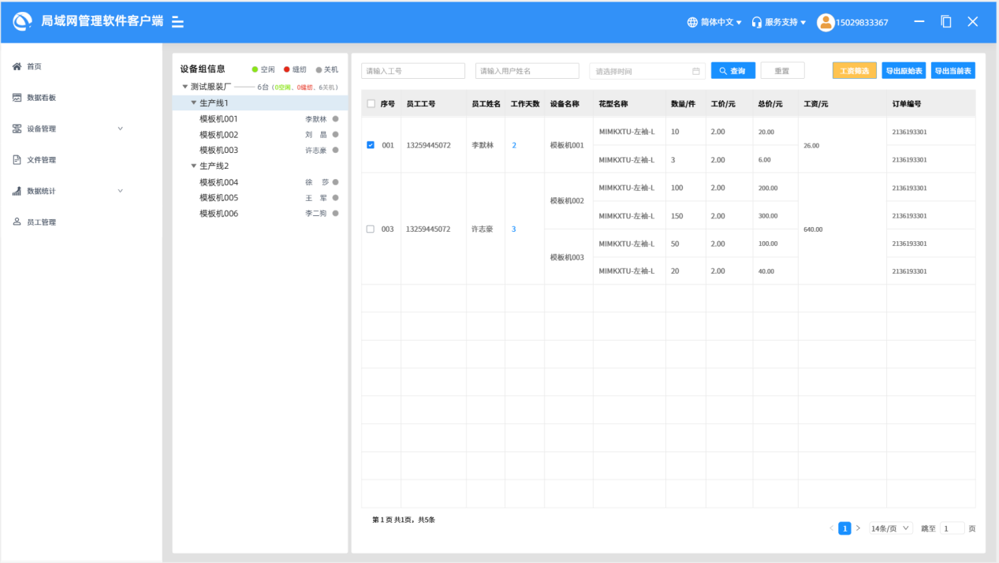 局域网管理软件客户端
简体中文 服务支持 15029833367
首页
数据看板
设备管理
文件管理
数据统计
员工管理
设备组信息 空闲 缝纫 关机
测试服装厂 6台 (0空闲、0缝纫、6关机)
生产线1
模板机001 李默林
模板机002 刘 晶
模板机003 许志豪
生产线2
模板机004 徐 莎
模板机005 王 军
模板机006 李二狗
请输入工号 请输入用户姓名 请选择时间 查询 重置 工资筛选 导出原始表 导出当前表
序号 员工工号 员工姓名 工作天数 设备名称 花型名称 数量/件 工价/元 总价/元 工资/元 订单编号
001 13259445072 李默林 2 模板机001 MIMKXTU-左袖-L 10 2.00 20.00 26.00 2136193301
MIMKXTU-左袖-L 3 2.00 6.00 2136193301
003 13259445072 许志豪 3 模板机002 MIMKXTU-左袖-L 100 2.00 200.00 640.00 2136193301
MIMKXTU-左袖-L 150 2.00 300.00 2136193301
模板机003 MIMKXTU-左袖-L 50 2.00 100.00 2136193301
MIMKXTU-左袖-L 20 2.00 40.00 2136193301
第1页 共1页，共5条
1 14条/页 跳至 1 页